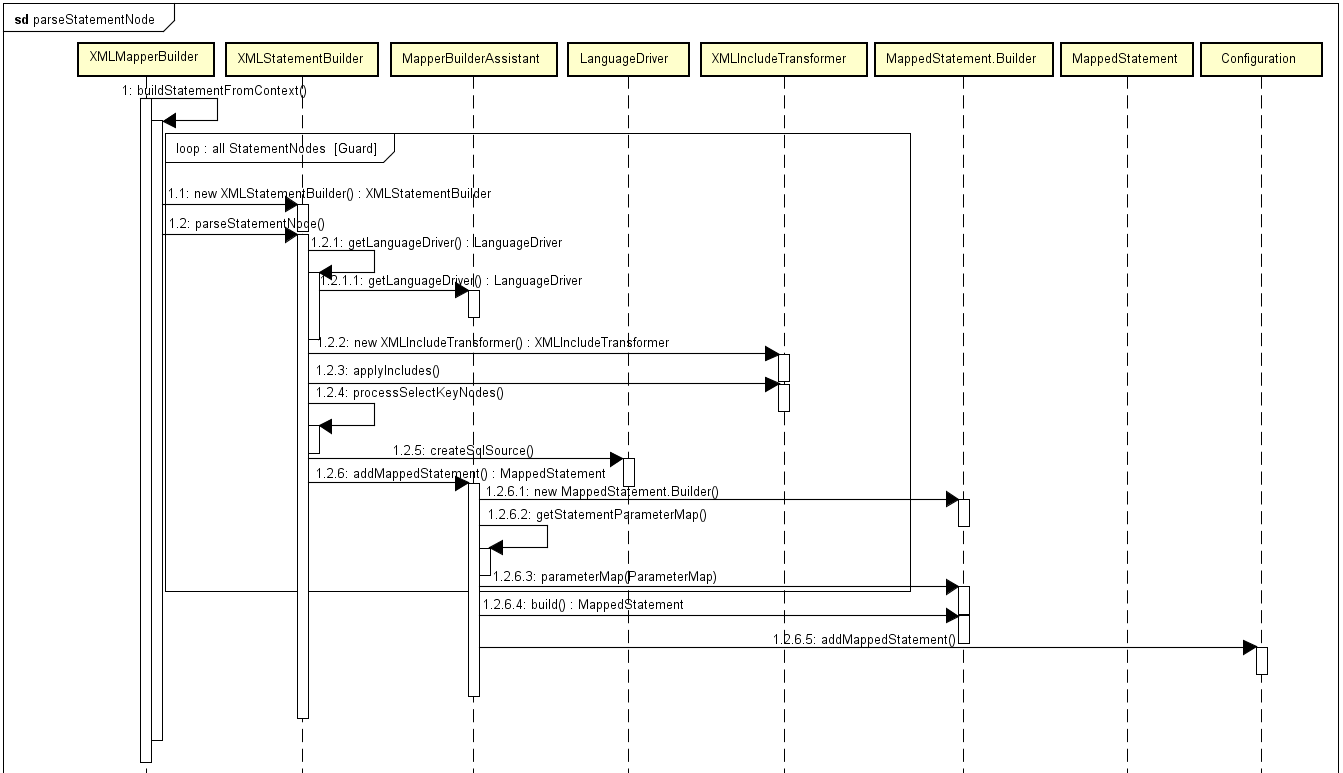 sd parseStatementNode
XMLMapperBuilder
XMLStatementBuilder
MapperBuilderAssistant
LanguageDriver
XMLIncludeTransformer
MappedStatement.Builder
MappedStatement
Configuration
1: buildStatementFromContext()
loop : all StatementNodes [Guard]
1.1: new XMLStatementBuilder() : XMLStatementBuilder
1.2: parseStatementNode()
1.2.1: getLanguageDriver() : LanguageDriver
1.2.1.1: getLanguageDriver() : LanguageDriver
1.2.2: new XMLIncludeTransformer() : XMLIncludeTransformer
1.2.3: applyIncludes()
1.2.4: processSelectKeyNodes()
1.2.5: createSqlSource()
1.2.6: addMappedStatement() : MappedStatement
1.2.6.1: new MappedStatement.Builder()
1.2.6.2: getStatementParameterMap()
1.2.6.3: parameterMap(ParameterMap)
1.2.6.4: build() : MappedStatement
1.2.6.5: addMappedStatement()